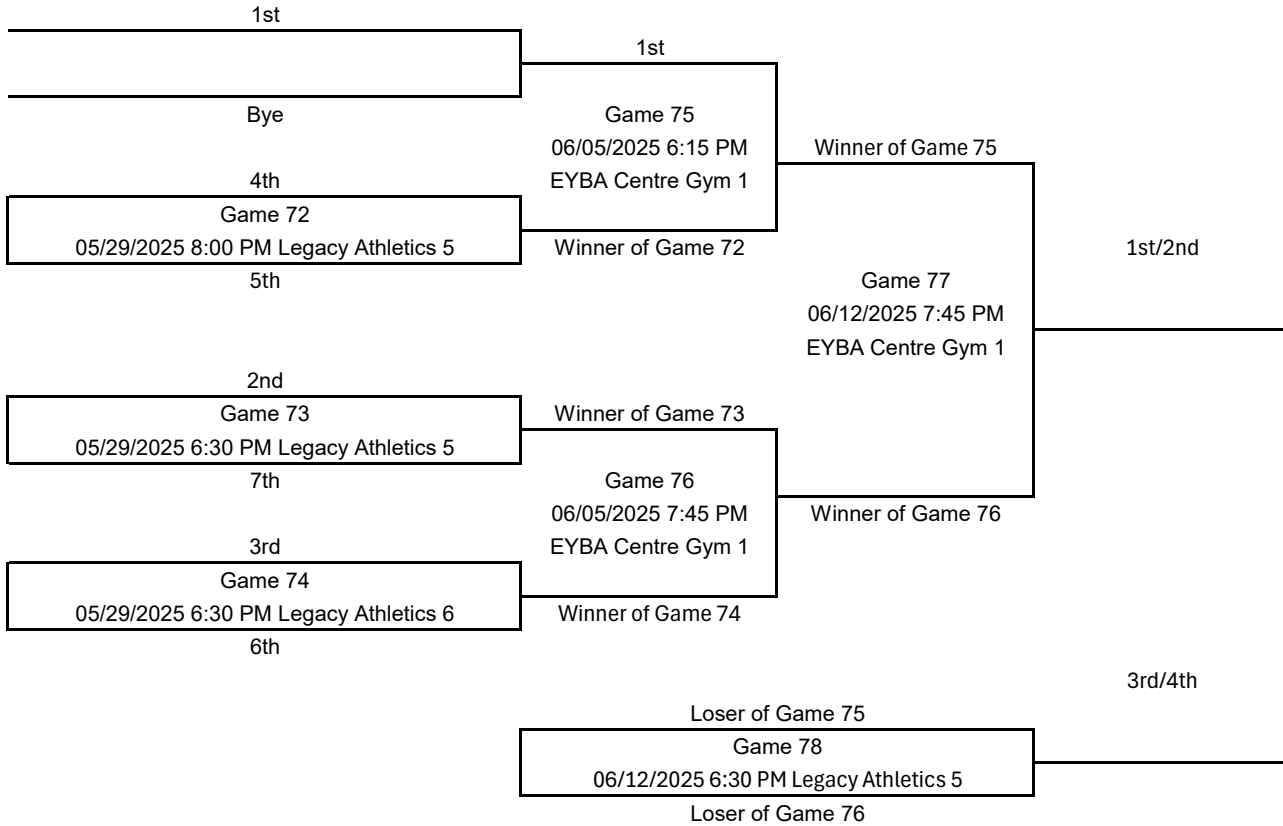 1st
1st
Bye
Game 75
06/05/2025 6:15 PM
Winner of Game 75
4th
EYBA Centre Gym 1
Game 72
05/29/2025 8:00 PM Legacy Athletics 5
Winner of Game 72
1st/2nd
5th
Game 77
06/12/2025 7:45 PM
EYBA Centre Gym 1
2nd
Game 73
Winner of Game 73
05/29/2025 6:30 PM Legacy Athletics 5
7th
Game 76
06/05/2025 7:45 PM
Winner of Game 76
3rd
EYBA Centre Gym 1
Game 74
05/29/2025 6:30 PM Legacy Athletics 6
Winner of Game 74
6th
3rd/4th
Loser of Game 75
Game 78
06/12/2025 6:30 PM Legacy Athletics 5
Loser of Game 76